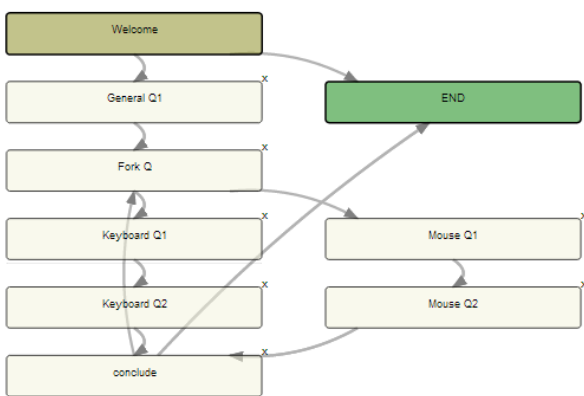 Welcome
x
General Q1
END
x
Fork Q
x
x
Keyboard Q1
Mouse Q1
x
x
Keyboard Q2
Mouse Q2
x
conclude